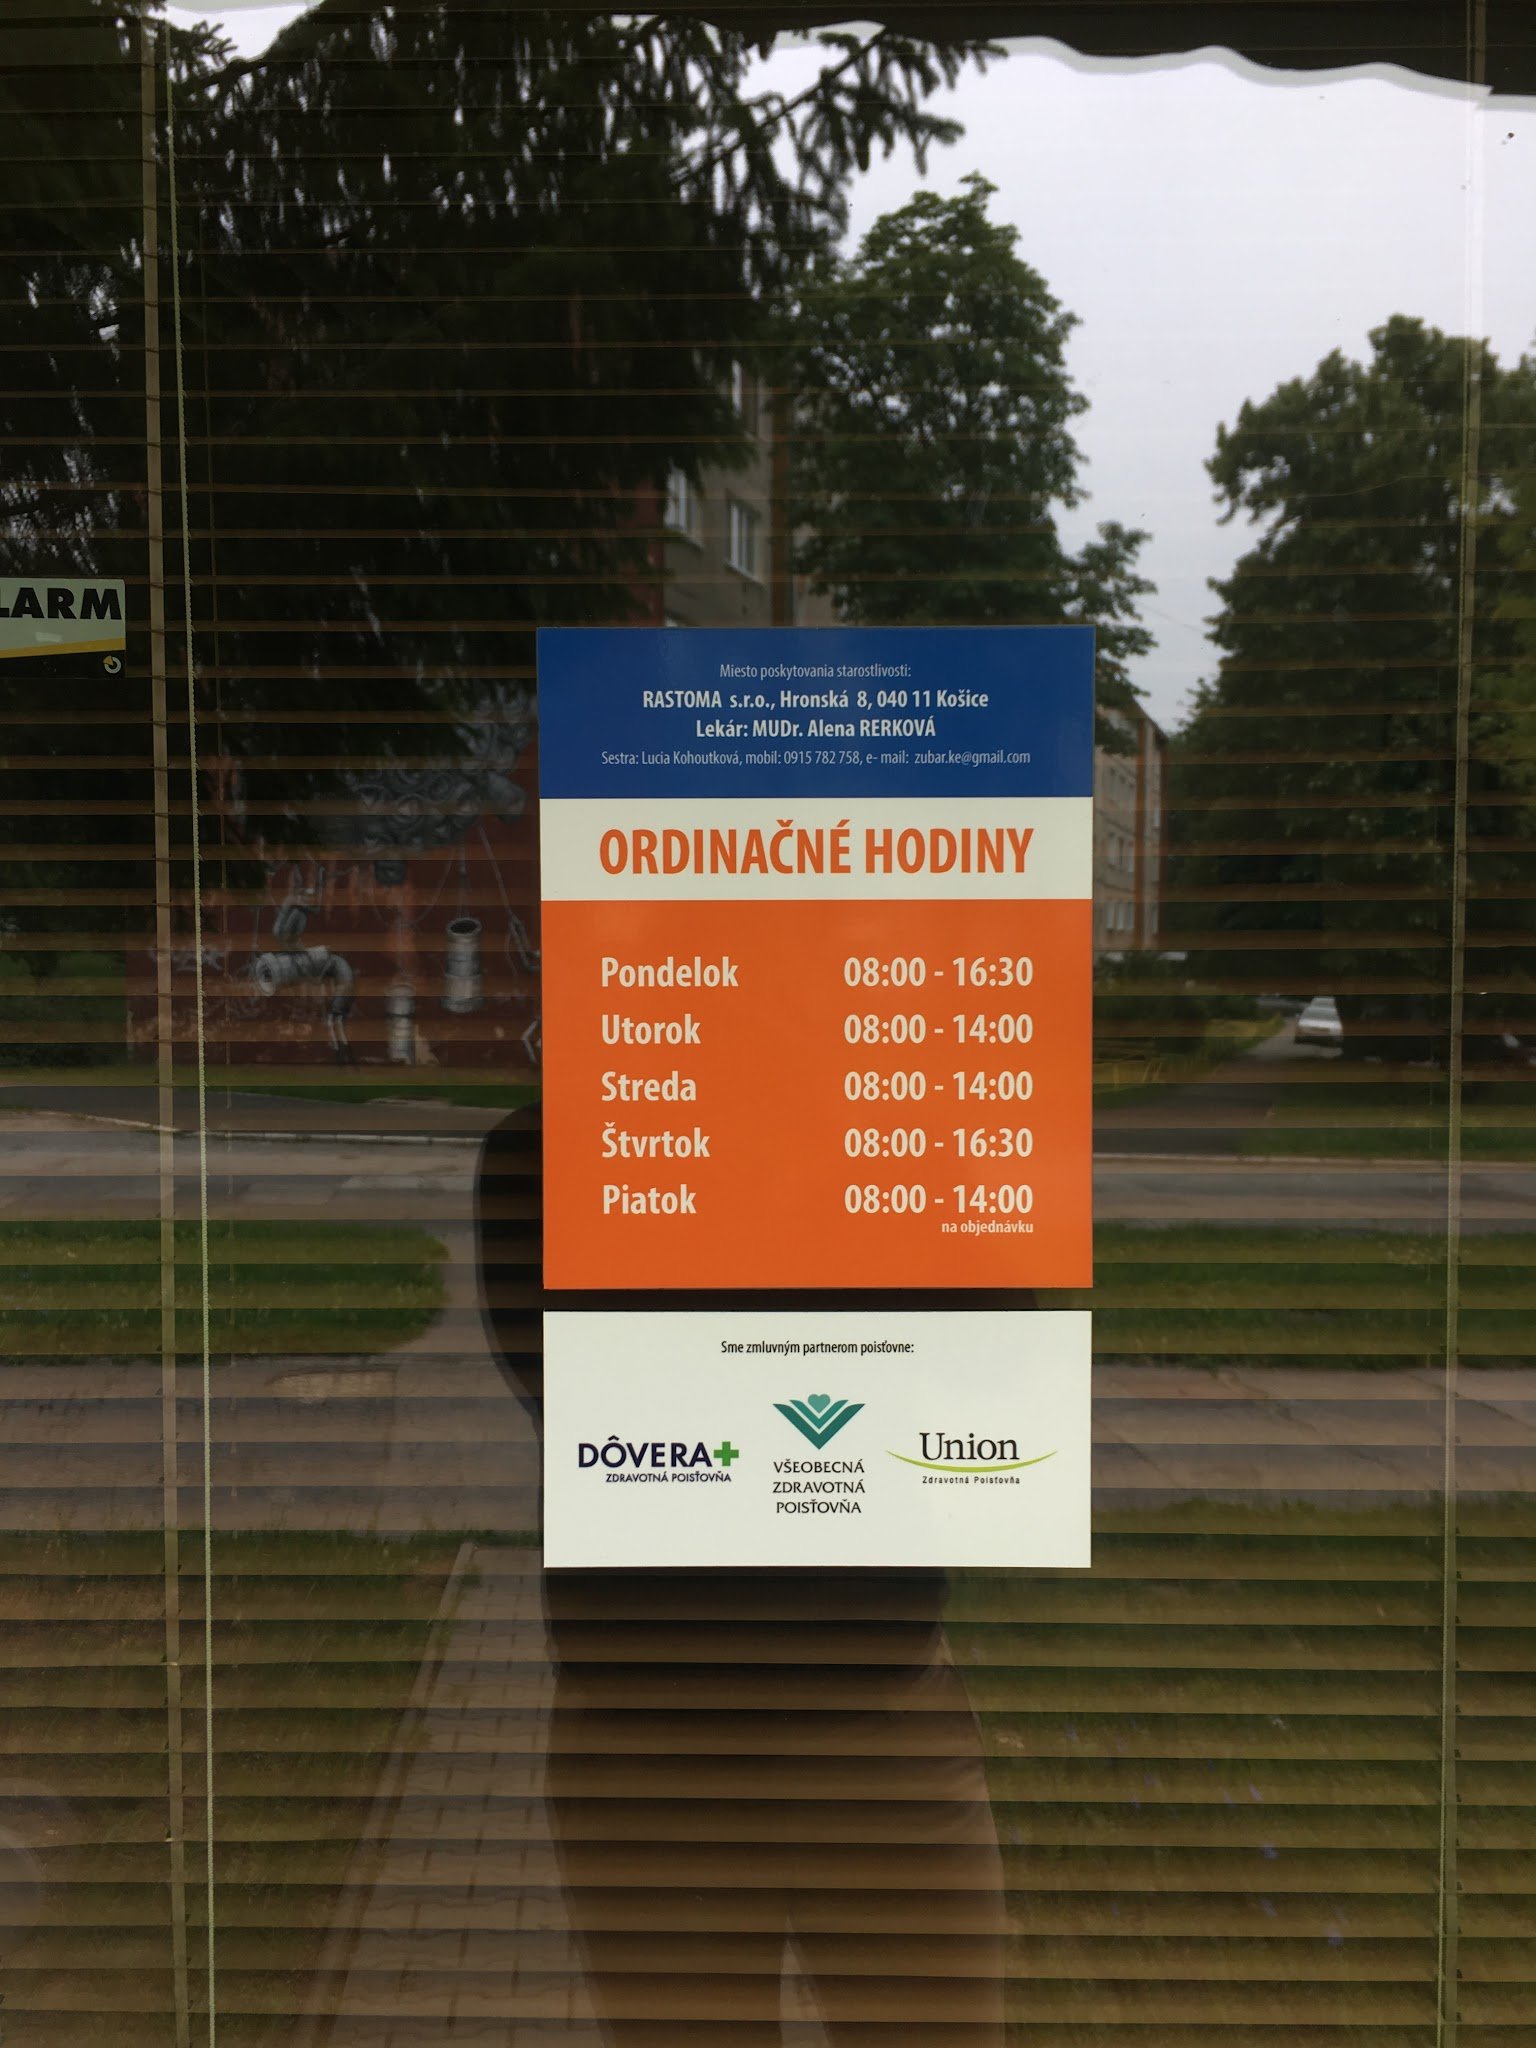 LARM
Miesto poskytovania starostlivosti:
RASTOMA s.r.o., Hronská 8, 040 11 Košice
Lekár: MUDr. Alena RERKOVÁ
Sestra: Lucia Kohoutková, mobil: 0915 782 758, e- mail: zubar.ke@gmail.com
ORDINAČNÉ HODINY
Pondelok 08:00 - 16:30
Utorok 08:00 - 14:00
Streda 08:00 - 14:00
Štvrtok 08:00 - 16:30
Piatok 08:00 - 14:00
na objednávku
Sme zmluvným partnerom poisťovne:
DÔVERA
ZDRAVOTNÁ POISŤOVŇA
VŠEOBECNÁ
ZDRAVOTNÁ
POISŤOVŇA
Union
Zdravotná Poisťovňa